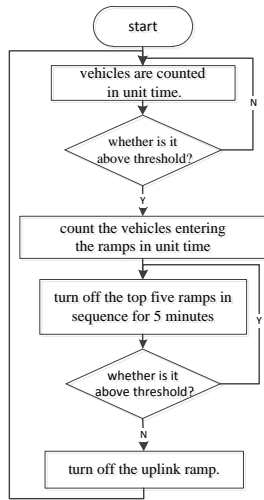 start
vehicles are counted
in unit time.
N
whether is it
above threshold?
Y
count the vehicles entering
the ramps in unit time
turn off the top five ramps in
sequence for 5 minutes
Y
whether is it
above threshold?
N
turn off the uplink ramp.